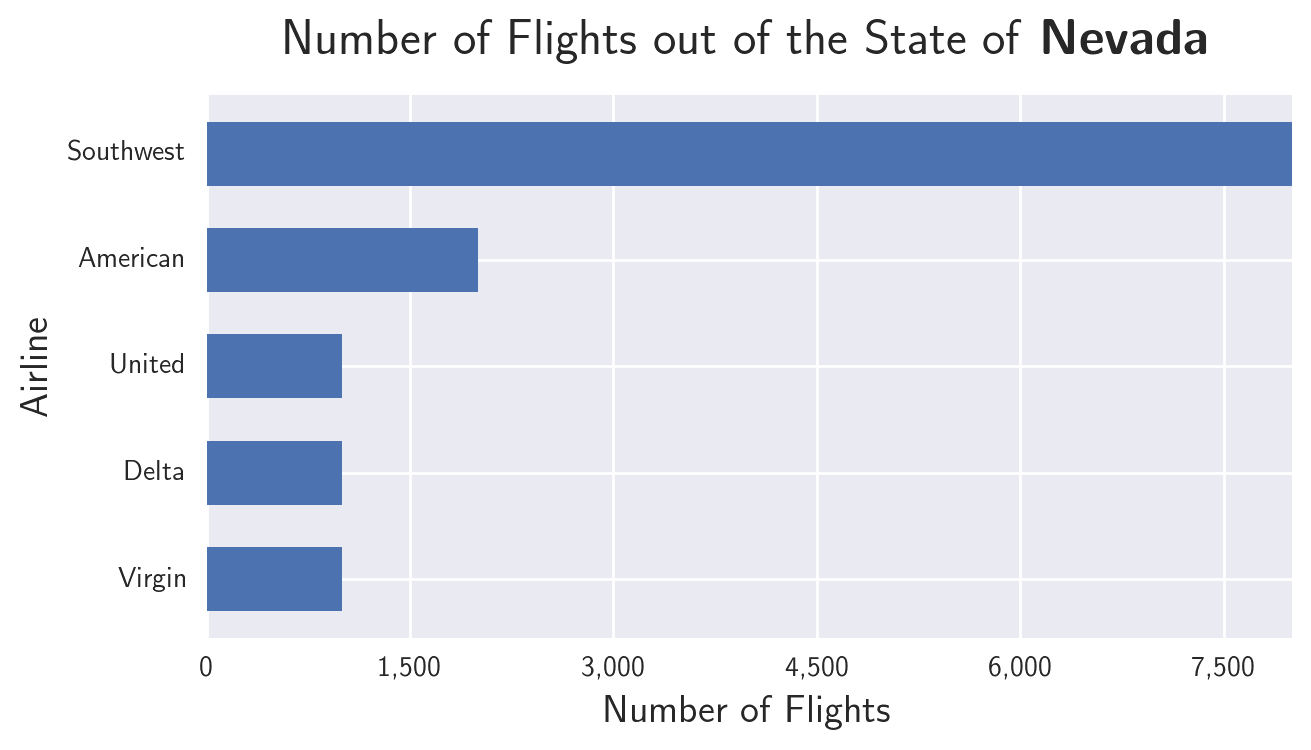 Number of Flights out of the State of Nevada
Southwest
American
United
Delta
Virgin
Airline
0 1,500 3,000 4,500 6,000 7,500
Number of Flights